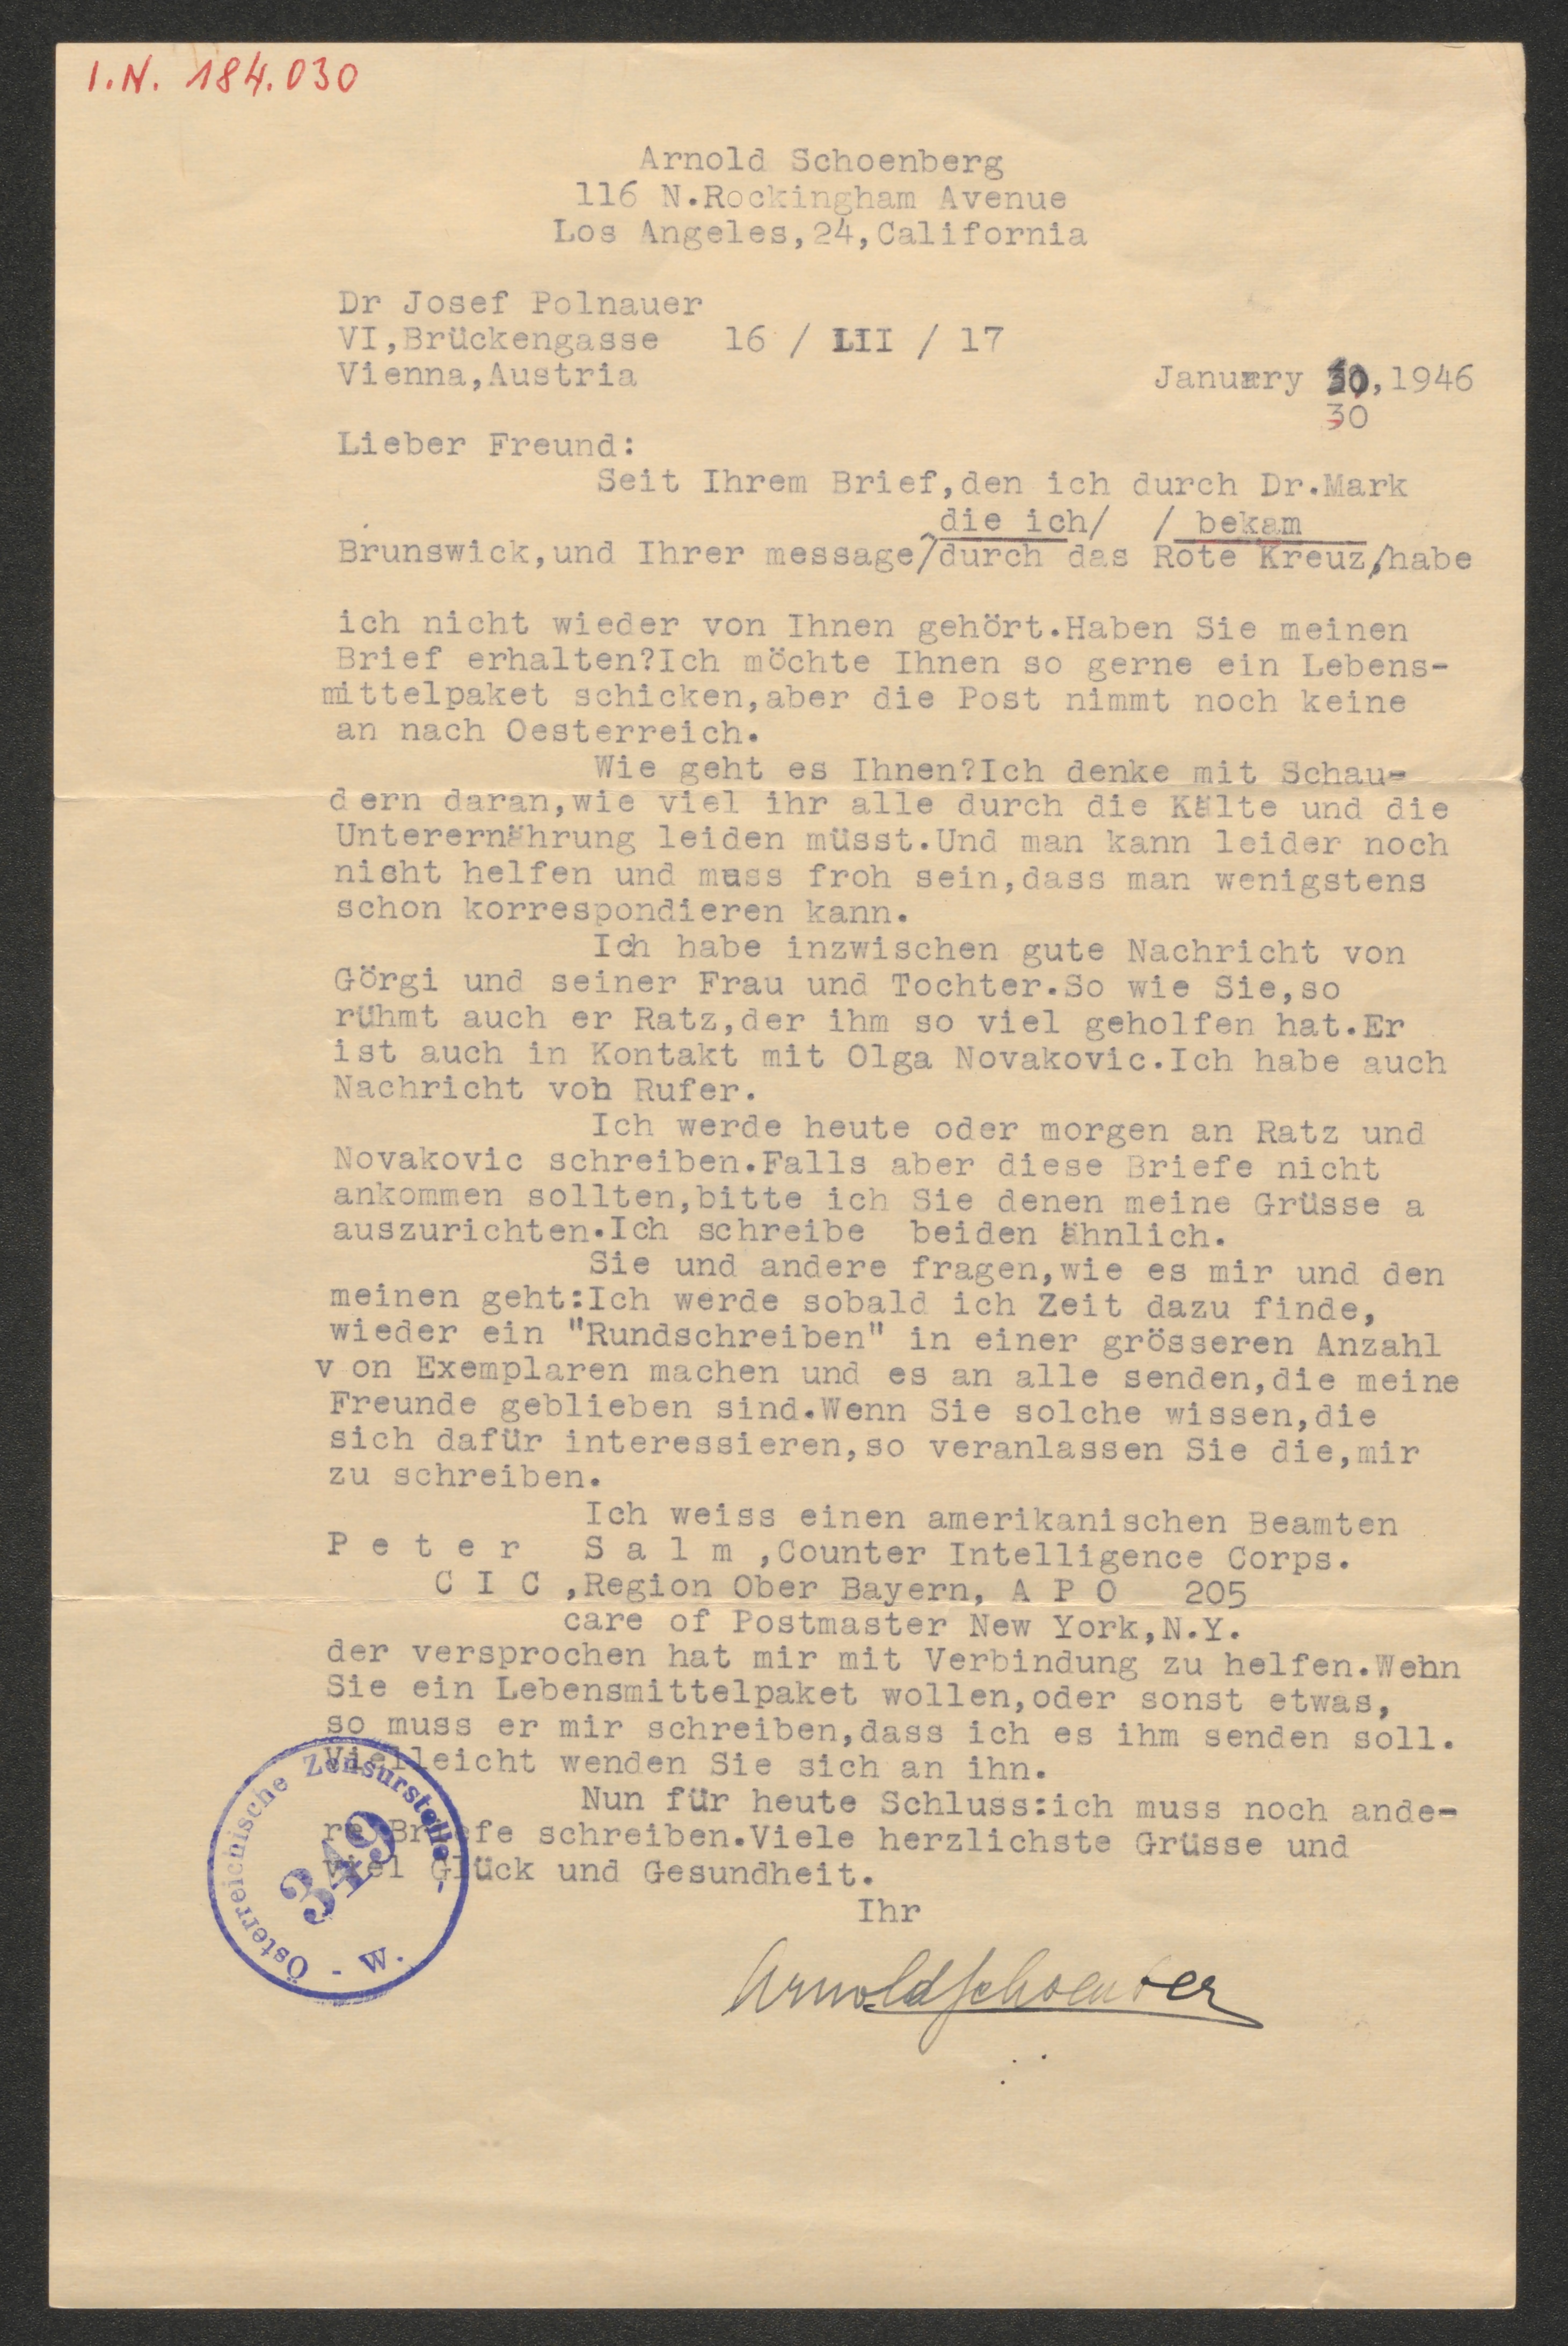 I.N. 184.030
Arnold Schoenberg
116 N.Rockingham Avenue
Los Angeles,24,California
Dr Josef Polnauer
VI,Brückengasse 16 / III / 17
Vienna,Austria
January 30,1946
30
Lieber Freund:
Seit Ihrem Brief,den ich durch Dr.Mark
die ich/ / bekam
Brunswick,und Ihrer message/durch das Rote Kreuz,/habe
ich nicht wieder von Ihnen gehört.Haben Sie meinen
Brief erhalten?Ich möchte Ihnen so gerne ein Lebens-
mittelpaket schicken,aber die Post nimmt noch keine
an nach Oesterreich.
Wie geht es Ihnen?Ich denke mit Schau-
dern daran,wie viel ihr alle durch die Kälte und die
Unterernährung leiden müsst.Und man kann leider noch
nicht helfen und muss froh sein,dass man wenigstens
schon korrespondieren kann.
Ich habe inzwischen gute Nachricht von
Görgi und seiner Frau und Tochter.So wie Sie,so
rühmt auch er Ratz,der ihm so viel geholfen hat.Er
ist auch in Kontakt mit Olga Novakovic.Ich habe auch
Nachricht von Rufer.
Ich werde heute oder morgen an Ratz und
Novakovic schreiben.Falls aber diese Briefe nicht
ankommen sollten,bitte ich Sie denen meine Grüsse a
auszurichten.Ich schreibe beiden ähnlich.
Sie und andere fragen,wie es mir und den
meinen geht:Ich werde sobald ich Zeit dazu finde,
wieder ein "Rundschreiben" in einer grösseren Anzahl
v on Exemplaren machen und es an alle senden,die meine
Freunde geblieben sind.Wenn Sie solche wissen,die
sich dafür interessieren,so veranlassen Sie die,mir
zu schreiben.
Ich weiss einen amerikanischen Beamten
P e t e r S a l m ,Counter Intelligence Corps.
C I C ,Region Ober Bayern, A P O 205
care of Postmaster New York,N.Y.
der versprochen hat mir mit Verbindung zu helfen.Wenn
Sie ein Lebensmittelpaket wollen,oder sonst etwas,
so muss er mir schreiben,dass ich es ihm senden soll.
Vielleicht wenden Sie sich an ihn.
Nun für heute Schluss:ich muss noch ande-
re Briefe schreiben.Viele herzlichste Grüsse und
viel Glück und Gesundheit.
Ihr
Arnold Schoenberg
Österreichische Zensurstelle - W.
349